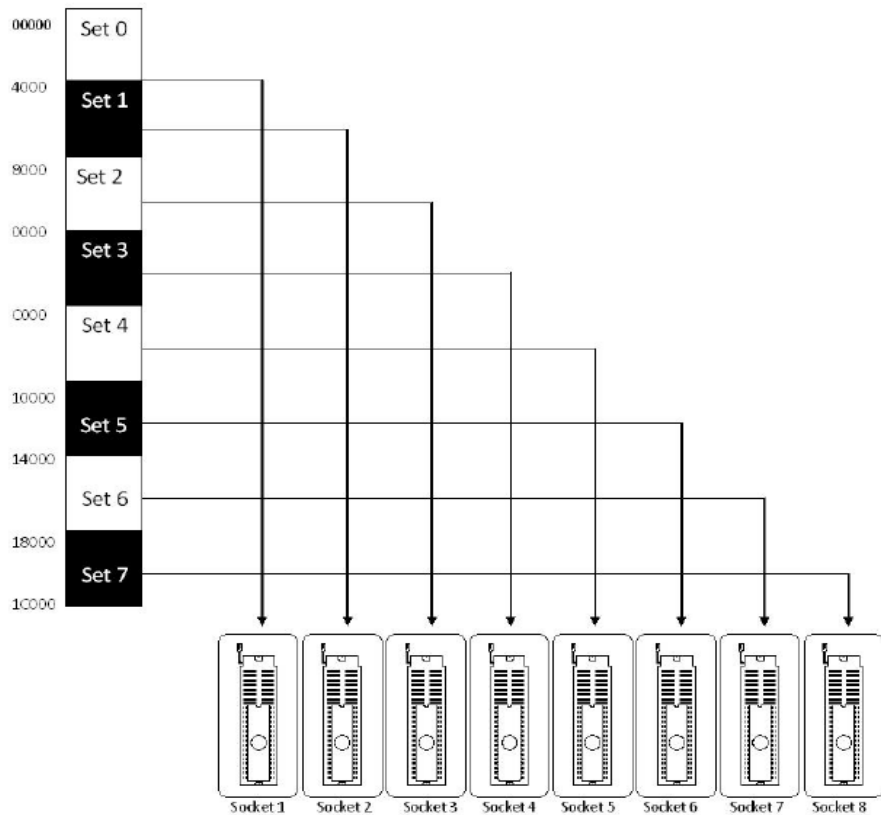 00000
Set 0
4000
Set 1
8000
Set 2
0000
Set 3
C000
Set 4
10000
Set 5
14000
Set 6
18000
Set 7
1C000
Socket 1 Socket 2 Socket 3 Socket 4 Socket 5 Socket 6 Socket 7 Socket 8